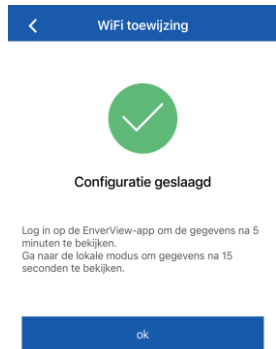 WiFi toewijzing
Configuratie geslaagd
Log in op de EnverView-app om de gegevens na 5
minuten te bekijken.
Ga naar de lokale modus om gegevens na 15
seconden te bekijken.
ok